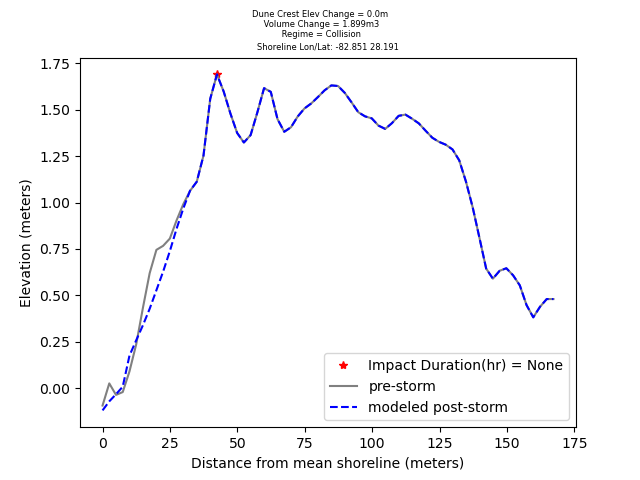 Dune Crest Elev Change = 0.0m
Volume Change = 1.899m3
Regime = Collision
Shoreline Lon/Lat: -82.851 28.191
1.75
1.50
1.25
1.00
0.75
0.50
0.25
0.00
Elevation (meters)
Impact Duration(hr) = None
pre-storm
modeled post-storm
0 25 50 75 100 125 150 175
Distance from mean shoreline (meters)